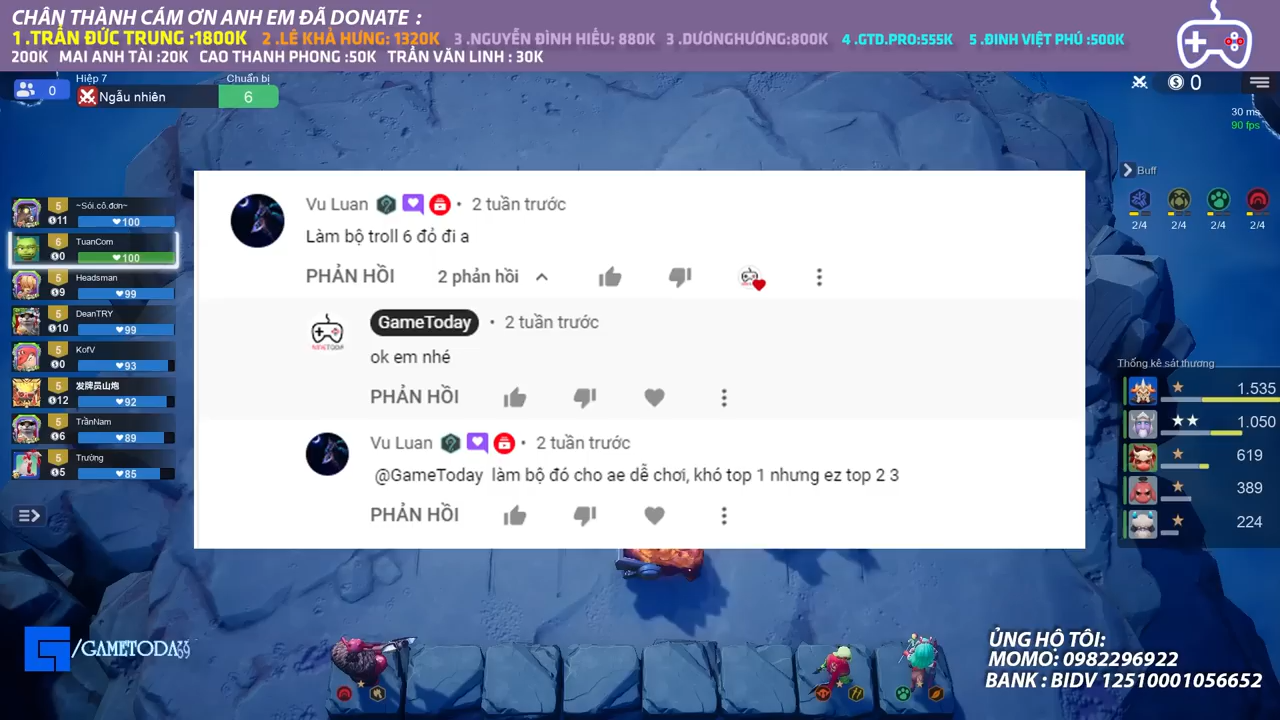 CHÂN THÀNH CÁM ƠN ANH EM ĐÃ DONATE :
1 .TRẦN ĐỨC TRUNG :1800K 2 .LÊ KHẢ HƯNG: 1320K 3 .NGUYỄN ĐÌNH HIẾU: 880K 3 .DƯƠNGHƯƠNG:800K 4 .GTD.PRO:555K 5 .ĐINH VIỆT PHÚ :500K
200K MAI ANH TÀI :20K CAO THANH PHONG :50K TRẦN VĂN LINH : 30K
Hiệp 7 Chuẩn bị
0 Ngẫu nhiên 6 0
30 ms
90 fps
Buff
2/4 2/4 2/4 2/4
5 ~Sói.cô.đơn~
11 100
6 TuanCom
0 100
5 Headsman
9 99
5 DeanTRY
10 99
5 KofV
0 93
5 发牌员山炮
12 92
5 TrầnNam
6 89
5 Trường
5 85
Vu Luan • 2 tuần trước
Làm bộ troll 6 đỏ đi a
PHẢN HỒI 2 phản hồi
GameToday • 2 tuần trước
ok em nhé
PHẢN HỒI
Vu Luan • 2 tuần trước
@GameToday làm bộ đó cho ae dễ chơi, khó top 1 nhưng ez top 2 3
PHẢN HỒI
Thống kê sát thương
1.535
1.050
619
389
224
/GAMETODA39
ỦNG HỘ TÔI:
MOMO: 0982296922
BANK : BIDV 12510001056652